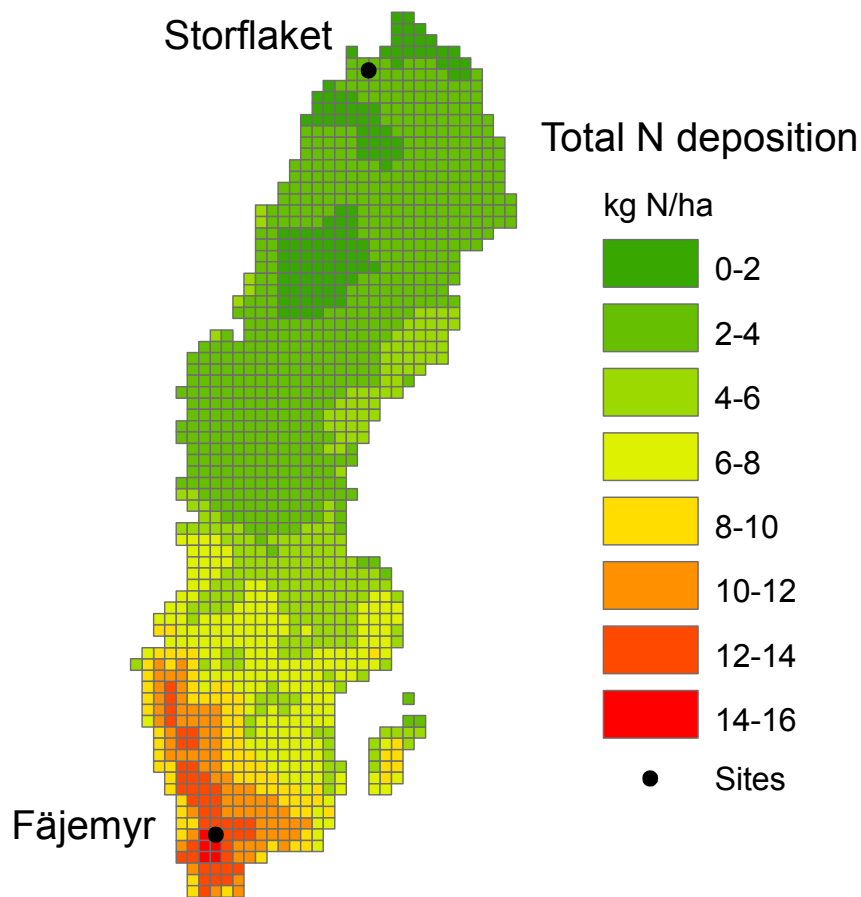 Storflaket
Total N deposition
kg N/ha
0-2
2-4
4-6
6-8
8-10
10-12
12-14
14-16
Sites
Fäjemyr